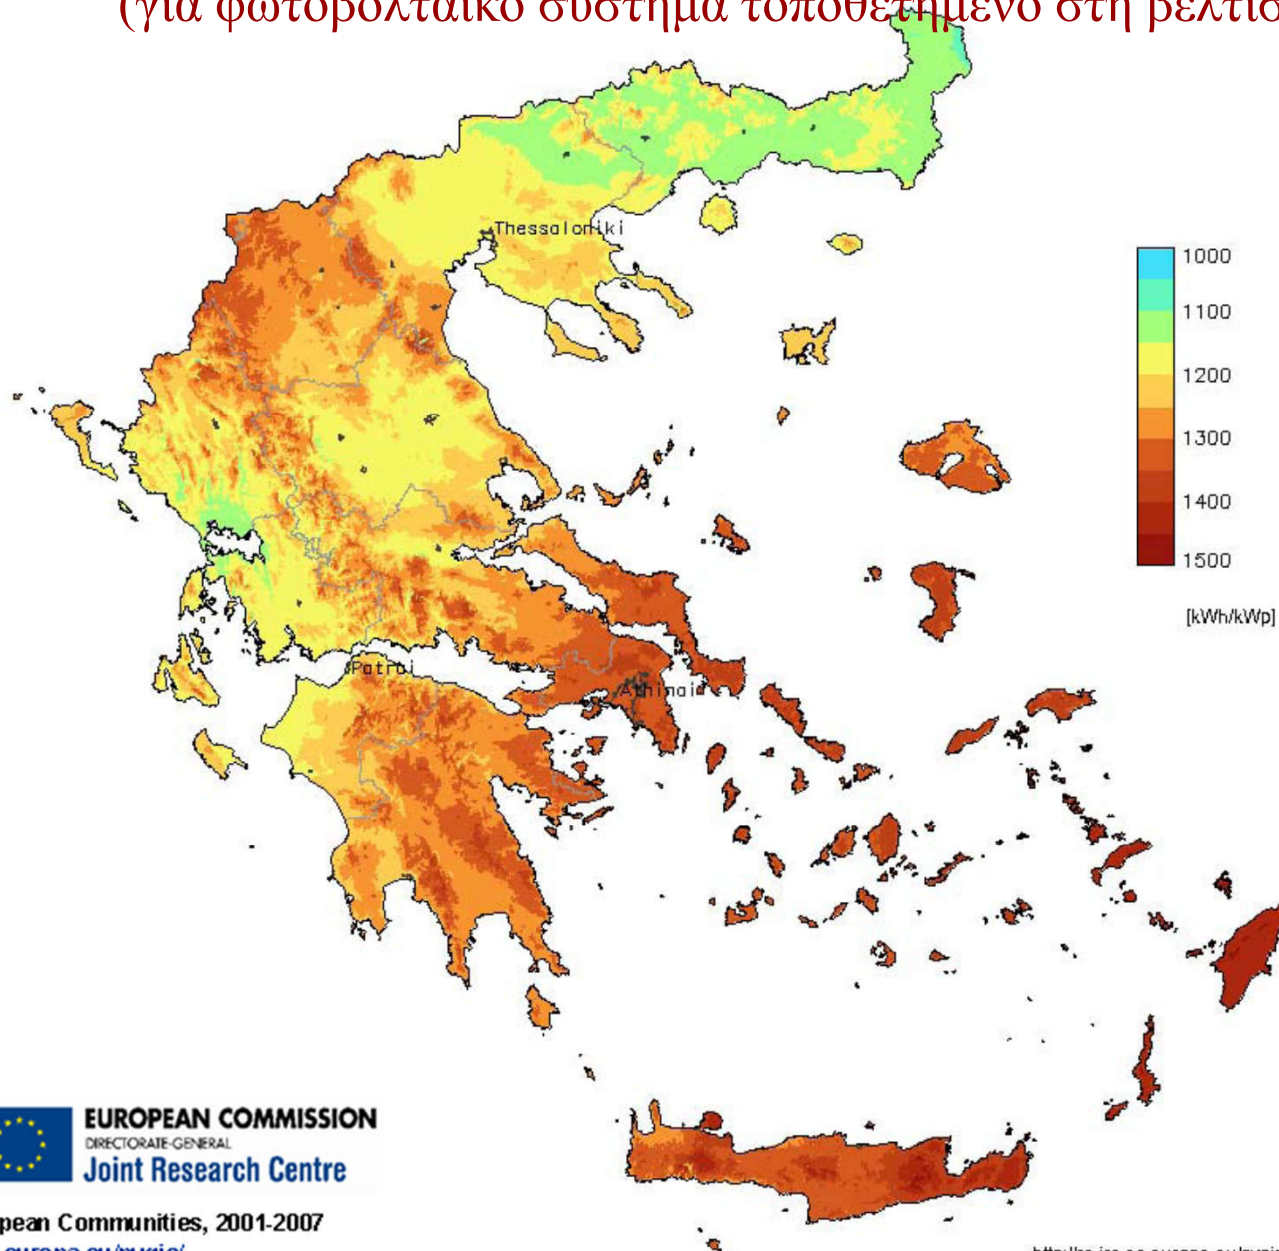 (για φωτοβολταϊκό σύστημα τοποθετημένο στη
Thessaloniki
1000
1100
1200
1300
1400
1500
[kWh/kWp]
Patrai
Athinai
EUROPEAN COMMISSION
DIRECTORATE-GENERAL
Joint Research Centre
pean Communities, 2001-2007